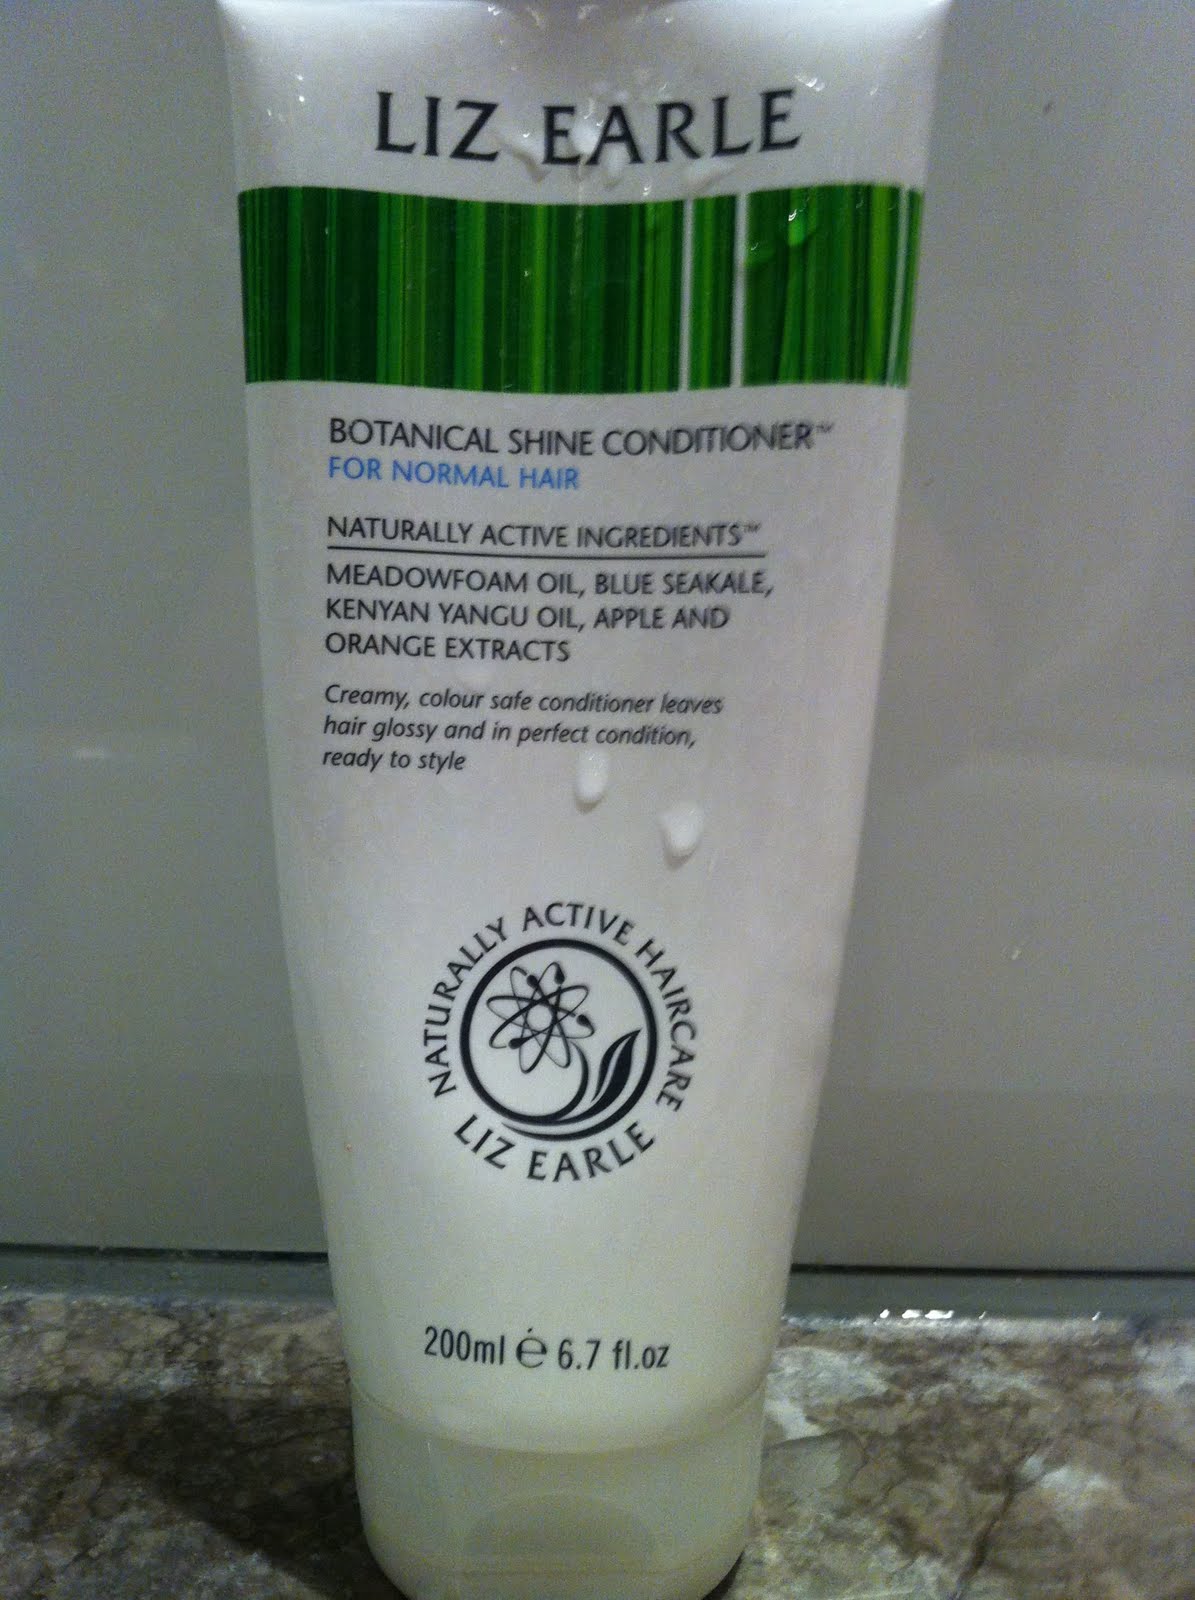 LIZ EARLE
BOTANICAL SHINE CONDITIONER™
FOR NORMAL HAIR
NATURALLY ACTIVE INGREDIENTS™
MEADOWFOAM OIL, BLUE SEAKALE,
KENYAN YANGU OIL, APPLE AND
ORANGE EXTRACTS
Creamy, colour safe conditioner leaves
hair glossy and in perfect condition,
ready to style
NATURALLY ACTIVE HAIRCARE
LIZ EARLE
200ml ℮ 6.7 fl.oz